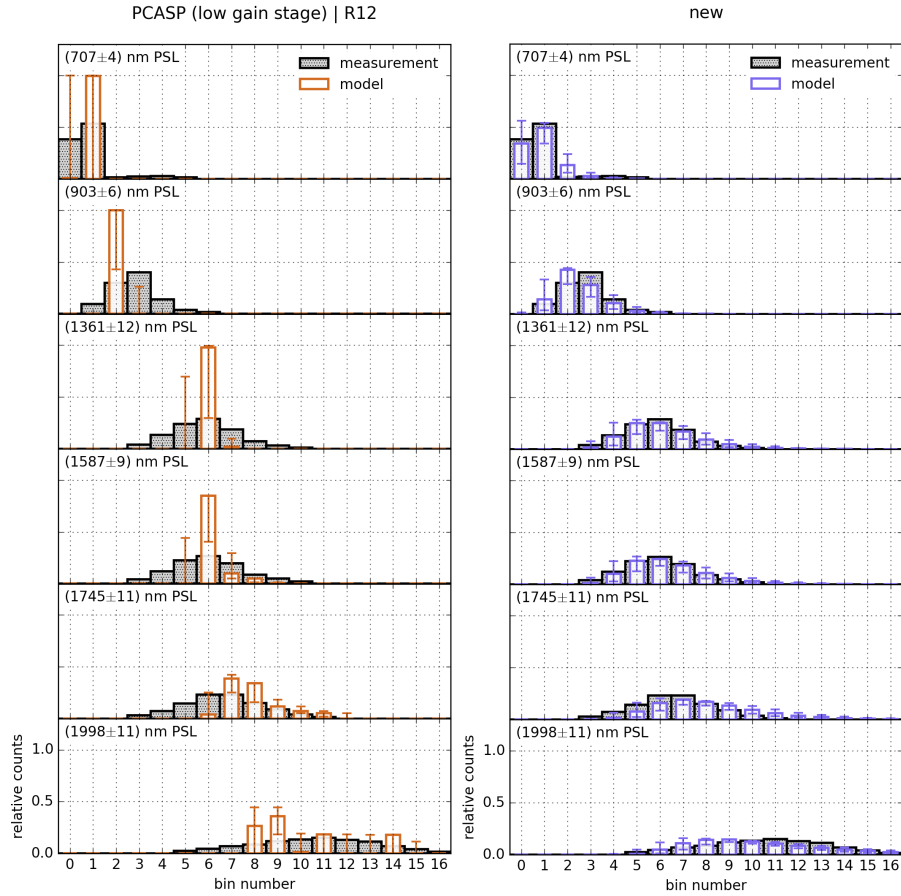 PCASP (low gain stage) | R12
(707±4) nm PSL
measurement
model
(903±6) nm PSL
(1361±12) nm PSL
(1587±9) nm PSL
(1745±11) nm PSL
(1998±11) nm PSL
1.0
0.5
0.0
relative counts
0 1 2 3 4 5 6 7 8 9 10 11 12 13 14 15 16
bin number
new
(707±4) nm PSL
measurement
model
(903±6) nm PSL
(1361±12) nm PSL
(1587±9) nm PSL
(1745±11) nm PSL
(1998±11) nm PSL
1.0
0.5
0.0
relative counts
0 1 2 3 4 5 6 7 8 9 10 11 12 13 14 15 16
bin number